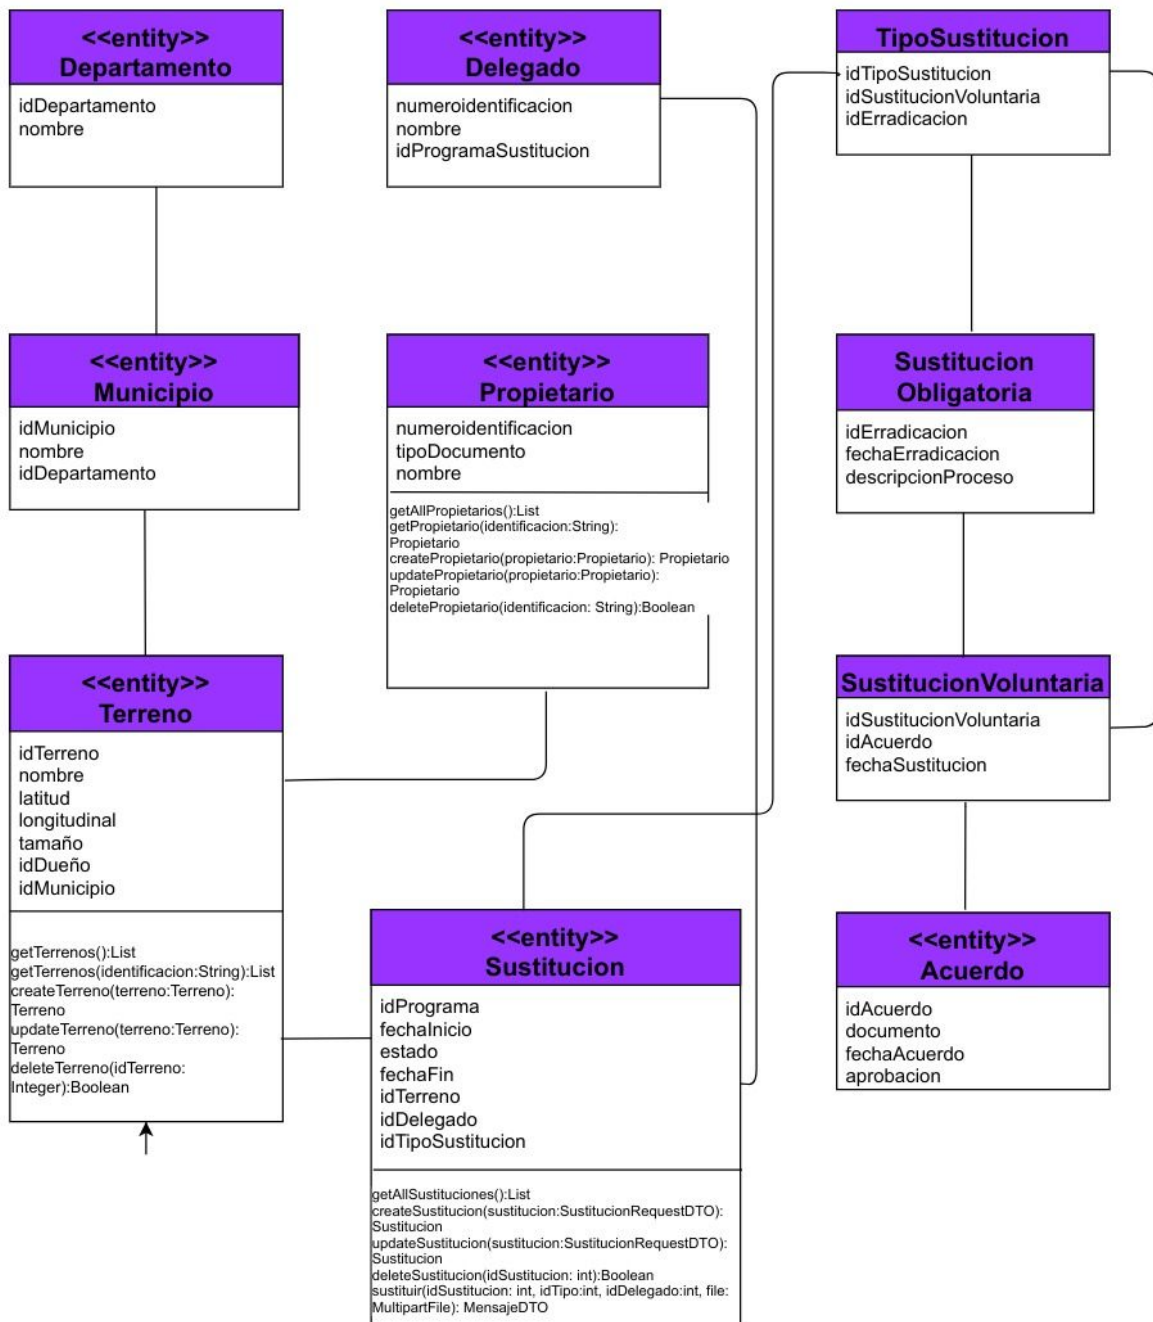 <<entity>>
Departamento
idDepartamento
nombre
<<entity>>
Delegado
numeroidentificacion
nombre
idProgramaSustitucion
TipoSustitucion
idTipoSustitucion
idSustitucionVoluntaria
idErradicacion
<<entity>>
Municipio
idMunicipio
nombre
idDepartamento
<<entity>>
Propietario
numeroidentificacion
tipoDocumento
nombre
getAllPropietarios():List
getPropietario(identificacion:String):
Propietario
createPropietario(propietario:Propietario): Propietario
updatePropietario(propietario:Propietario):
Propietario
deletePropietario(identificacion: String):Boolean
Sustitucion
Obligatoria
idErradicacion
fechaErradicacion
descripcionProceso
<<entity>>
Terreno
idTerreno
nombre
latitud
longitudinal
tamaño
idDueño
idMunicipio
getTerrenos():List
getTerrenos(identificacion:String):List
createTerreno(terreno:Terreno):
Terreno
updateTerreno(terreno:Terreno):
Terreno
deleteTerreno(idTerreno:
Integer):Boolean
SustitucionVoluntaria
idSustitucionVoluntaria
idAcuerdo
fechaSustitucion
<<entity>>
Sustitucion
idPrograma
fechaInicio
estado
fechaFin
idTerreno
idDelegado
idTipoSustitucion
getAllSustituciones():List
createSustitucion(sustitucion:SustitucionRequestDTO):
Sustitucion
updateSustitucion(sustitucion:SustitucionRequestDTO):
Sustitucion
deleteSustitucion(idSustitucion: int):Boolean
sustituir(idSustitucion: int, idTipo:int, idDelegado:int, file:
MultipartFile): MensajeDTO
<<entity>>
Acuerdo
idAcuerdo
documento
fechaAcuerdo
aprobacion